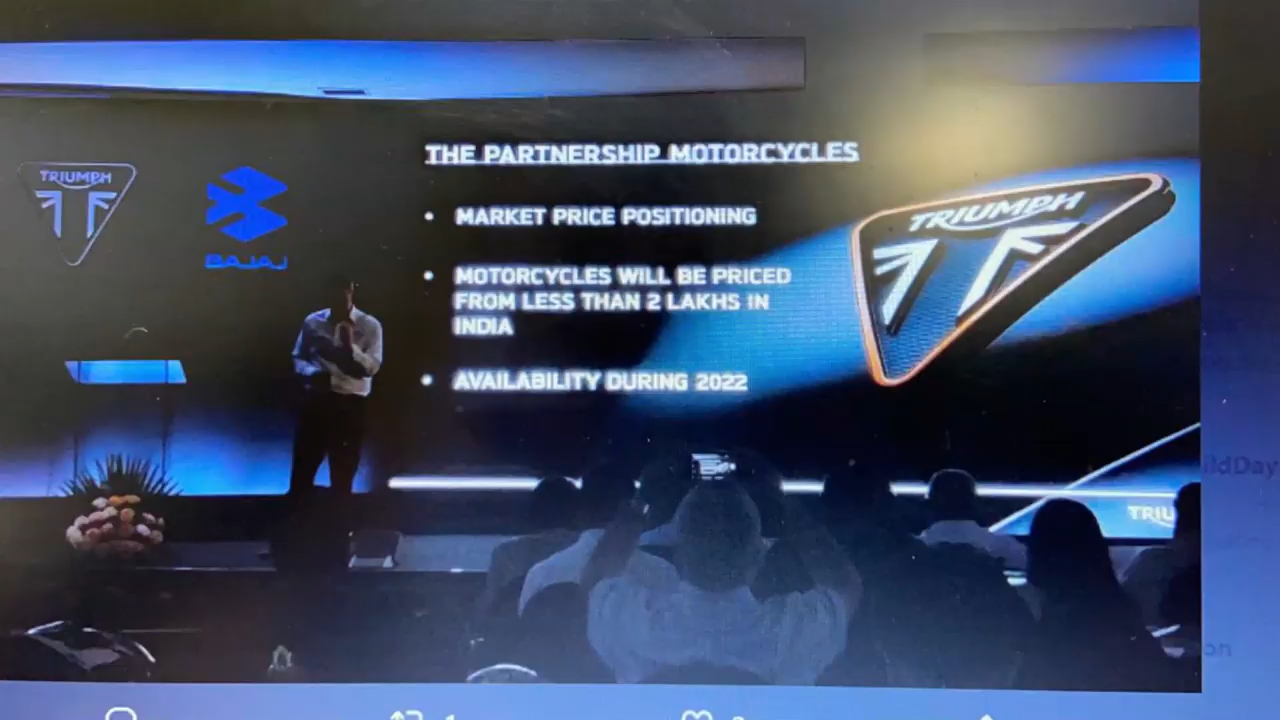 THE PARTNERSHIP MOTORCYCLES
TRIUMPH
BAJAJ
• MARKET PRICE POSITIONING
• MOTORCYCLES WILL BE PRICED
FROM LESS THAN 2 LAKHS IN
INDIA
• AVAILABILITY DURING 2022
TRIUMPH
TRIU